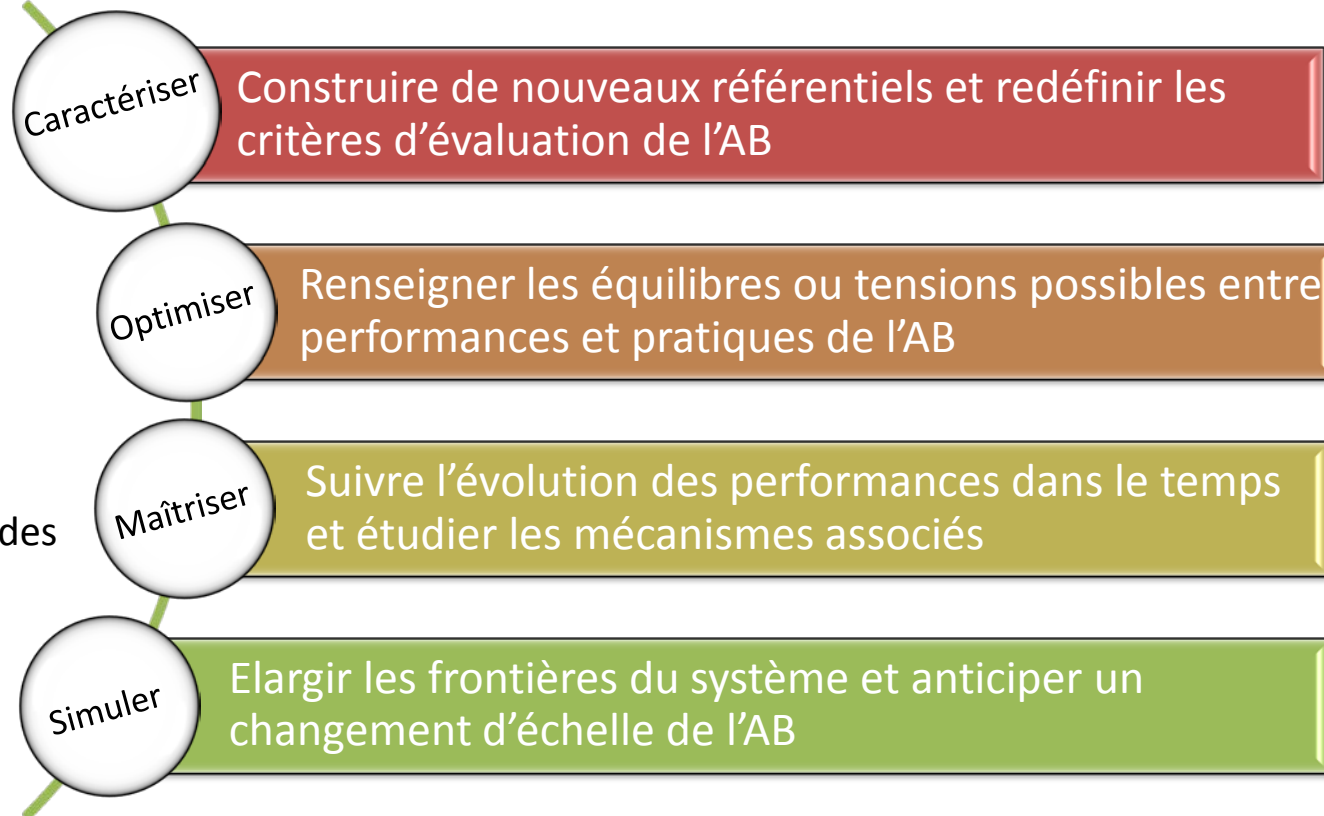 Caractériser
Construire de nouveaux référentiels et redéfinir les
critères d’évaluation de l’AB
Optimiser
Renseigner les équilibres ou tensions possibles entre
performances et pratiques de l’AB
des
Maîtriser
Suivre l’évolution des performances dans le temps
et étudier les mécanismes associés
Simuler
Elargir les frontières du système et anticiper un
changement d’échelle de l’AB